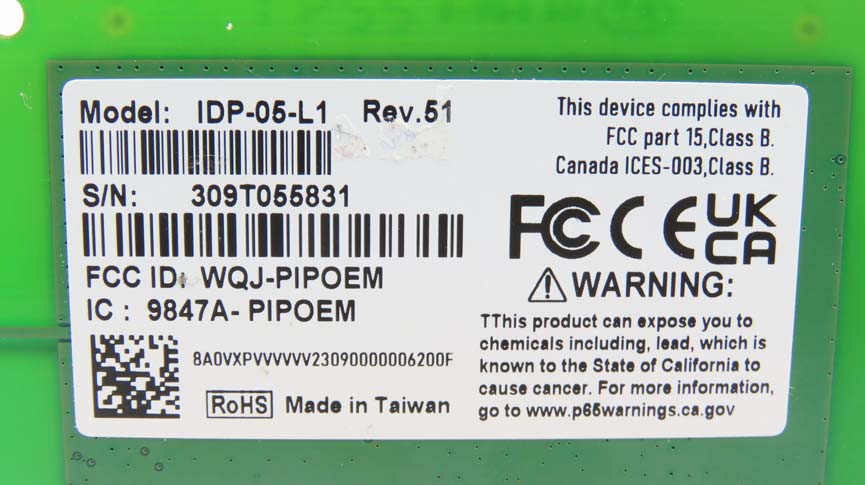 Model: IDP-05-L1 Rev.51
S/N: 309T055831
FCC ID: WQJ-PIPOEM
IC : 9847A- PIPOEM
8A0VXPVVVVVV23090000006200F
RoHS Made in Taiwan
This device complies with
FCC part 15,Class B.
Canada ICES-003,Class B.
FCC CE UK
CA
WARNING:
TThis product can expose you to
chemicals including, lead, which is
known to the State of California to
cause cancer. For more information,
go to www.p65warnings.ca.gov